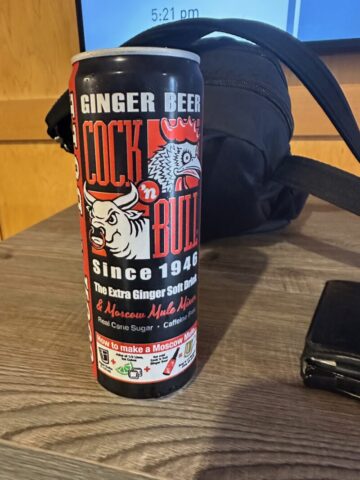 5:21 pm
GINGER BEER
COCK
'n
BULL
Since 1946
The Extra Ginger Soft Drink
& Moscow Mule Mixer
Real Cane Sugar • Caffeine Free
How to make a Moscow Mule